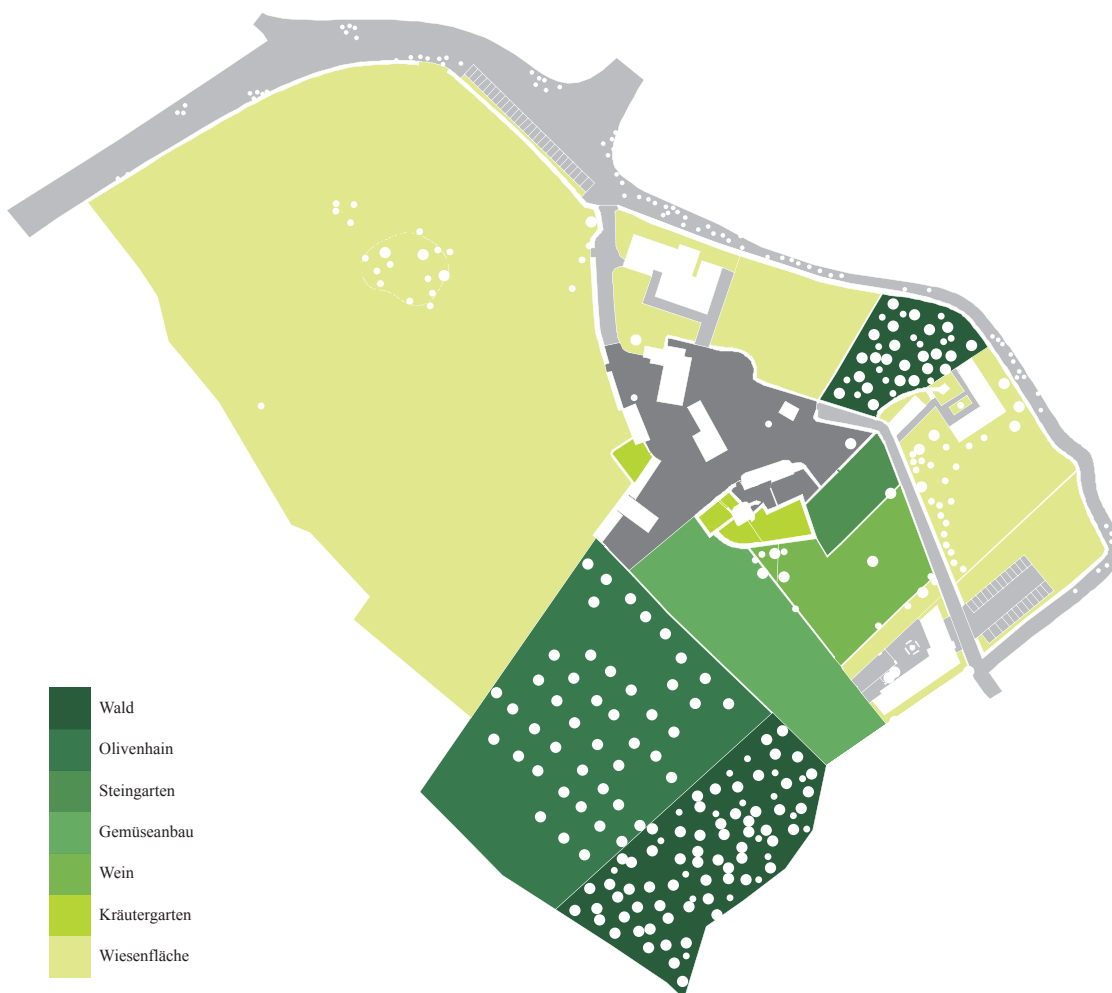 Wald
Olivenhain
Steingarten
Gemüseanbau
Wein
Kräutergarten
Wiesenfläche